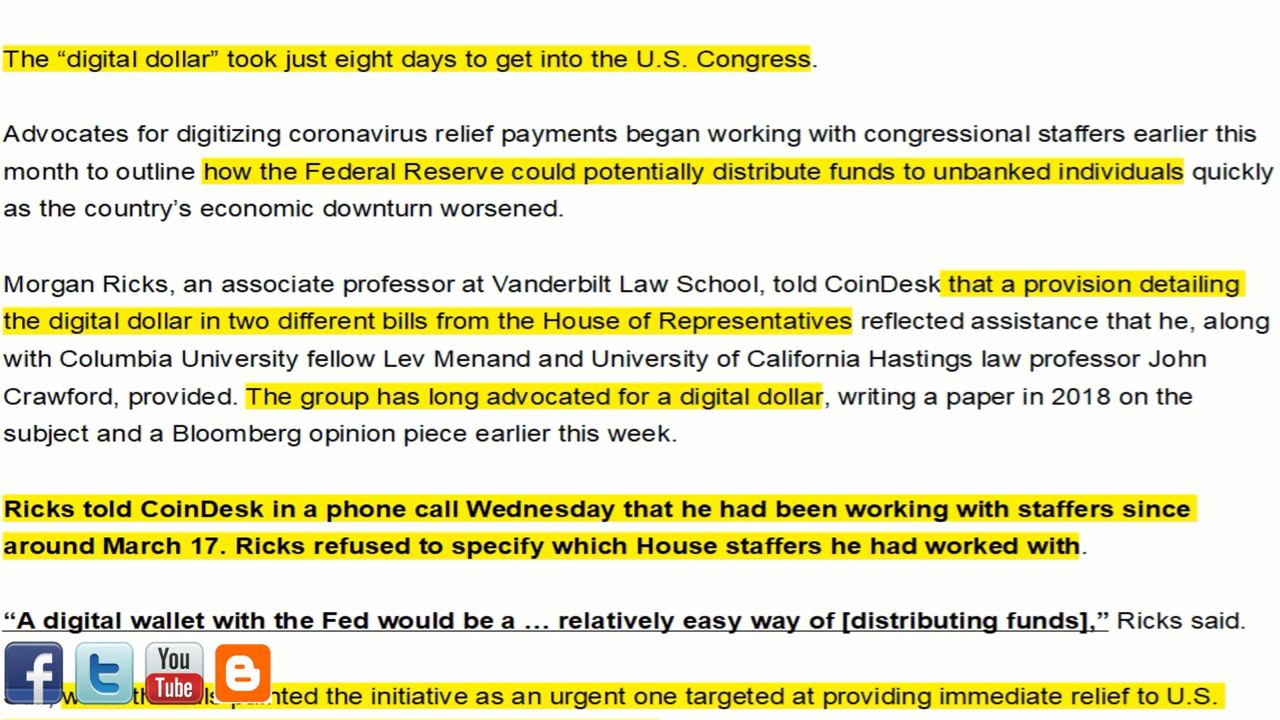 The “digital dollar” took just eight days to get into the U.S. Congress.
Advocates for digitizing coronavirus relief payments began working with congressional staffers earlier this
month to outline how the Federal Reserve could potentially distribute funds to unbanked individuals quickly
as the country’s economic downturn worsened.
Morgan Ricks, an associate professor at Vanderbilt Law School, told CoinDesk that a provision detailing
the digital dollar in two different bills from the House of Representatives reflected assistance that he, along
with Columbia University fellow Lev Menand and University of California Hastings law professor John
Crawford, provided. The group has long advocated for a digital dollar, writing a paper in 2018 on the
subject and a Bloomberg opinion piece earlier this week.
Ricks told CoinDesk in a phone call Wednesday that he had been working with staffers since
around March 17. Ricks refused to specify which House staffers he had worked with.
“A digital wallet with the Fed would be a … relatively easy way of [distributing funds],” Ricks said.
You
Tube
the initiative as an urgent one targeted at providing immediate relief to U.S.